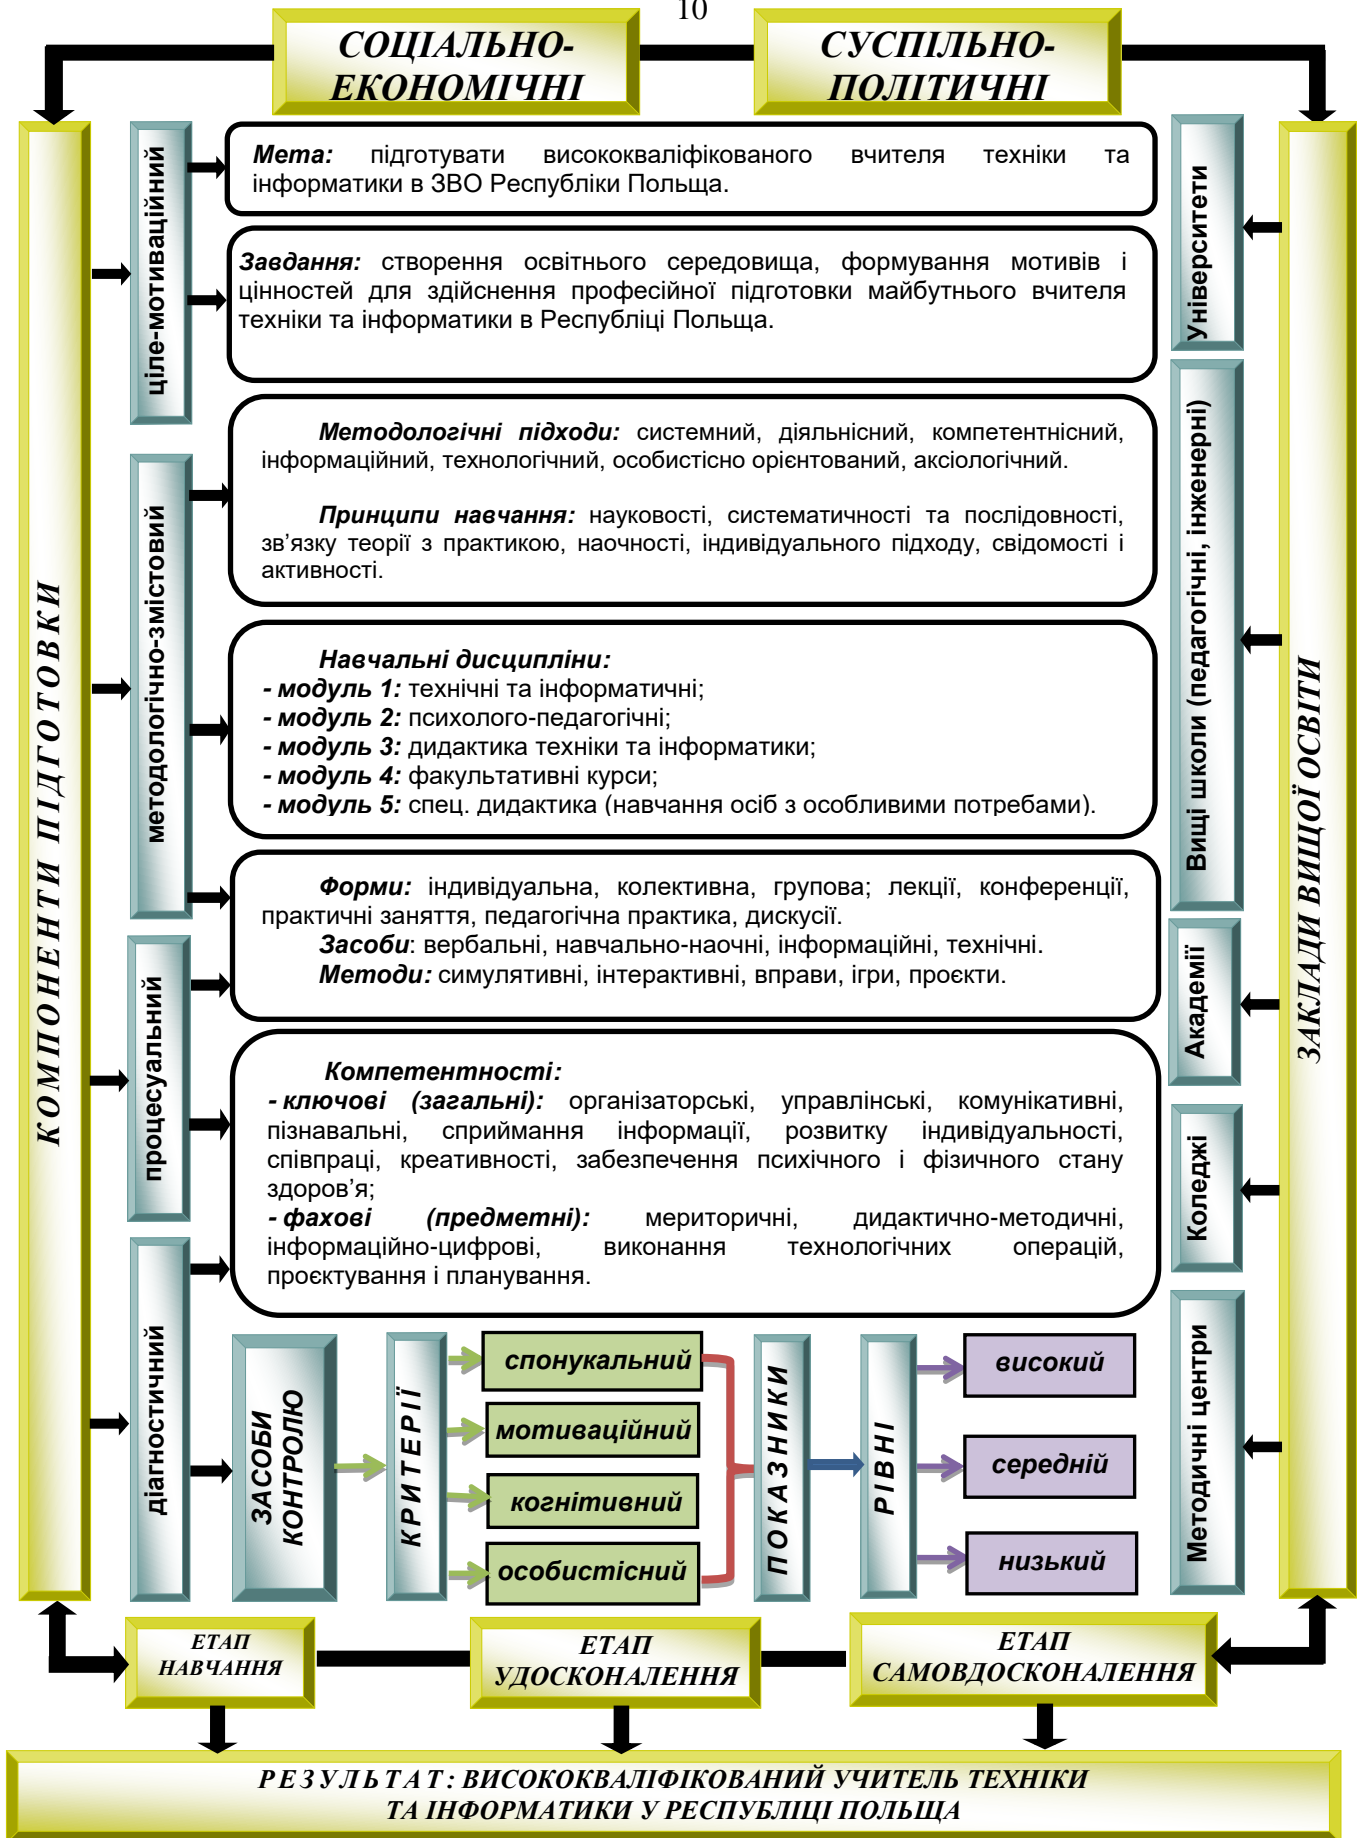 10
СОЦІАЛЬНО-
ЕКОНОМІЧНІ
СУСПІЛЬНО-
ПОЛІТИЧНІ
КОМПОНЕНТИ ПІДГОТОВКИ
ціле-мотиваційний
Мета: підготувати висококваліфікованого вчителя техніки та
інформатики в ЗВО Республіки Польща.
Завдання: створення освітнього середовища, формування мотивів і
цінностей для здійснення професійної підготовки майбутнього вчителя
техніки та інформатики в Республіці Польща.
методологічно-змістовий
Методологічні підходи: системний, діяльнісний, компетентнісний,
інформаційний, технологічний, особистісно орієнтований, аксіологічний.
Принципи навчання: науковості, систематичності та послідовності,
зв'язку теорії з практикою, наочності, індивідуального підходу, свідомості і
активності.
Навчальні дисципліни:
- модуль 1: технічні та інформатичні;
- модуль 2: психолого-педагогічні;
- модуль 3: дидактика техніки та інформатики;
- модуль 4: факультативні курси;
- модуль 5: спец. дидактика (навчання осіб з особливими потребами).
процесуальний
Форми: індивідуальна, колективна, групова; лекції, конференції,
практичні заняття, педагогічна практика, дискусії.
Засоби: вербальні, навчально-наочні, інформаційні, технічні.
Методи: симулятивні, інтерактивні, вправи, ігри, проєкти.
Компетентності:
- ключові (загальні): організаторські, управлінські, комунікативні,
пізнавальні, сприймання інформації, розвитку індивідуальності,
співпраці, креативності, забезпечення психічного і фізичного стану
здоров’я;
- фахові (предметні): мериторичні, дидактично-методичні,
інформаційно-цифрові, виконання технологічних операцій,
проєктування і планування.
діагностичний
ЗАСОБИ
КОНТРОЛЮ
КРИТЕРІЇ
спонукальний
мотиваційний
когнітивний
особистісний
ПОКАЗНИКИ
РІВНІ
високий
середній
низький
Університети
Вищі школи (педагогічні, інженерні)
Академії
Коледжі
Методичні центри
ЗАКЛАДИ ВИЩОЇ ОСВІТИ
ЕТАП
НАВЧАННЯ
ЕТАП
УДОСКОНАЛЕННЯ
ЕТАП
САМОВДОСКОНАЛЕННЯ
РЕЗУЛЬТАТ: ВИСОКОКВАЛІФІКОВАНИЙ УЧИТЕЛЬ ТЕХНІКИ
ТА ІНФОРМАТИКИ У РЕСПУБЛІЦІ ПОЛЬЩА